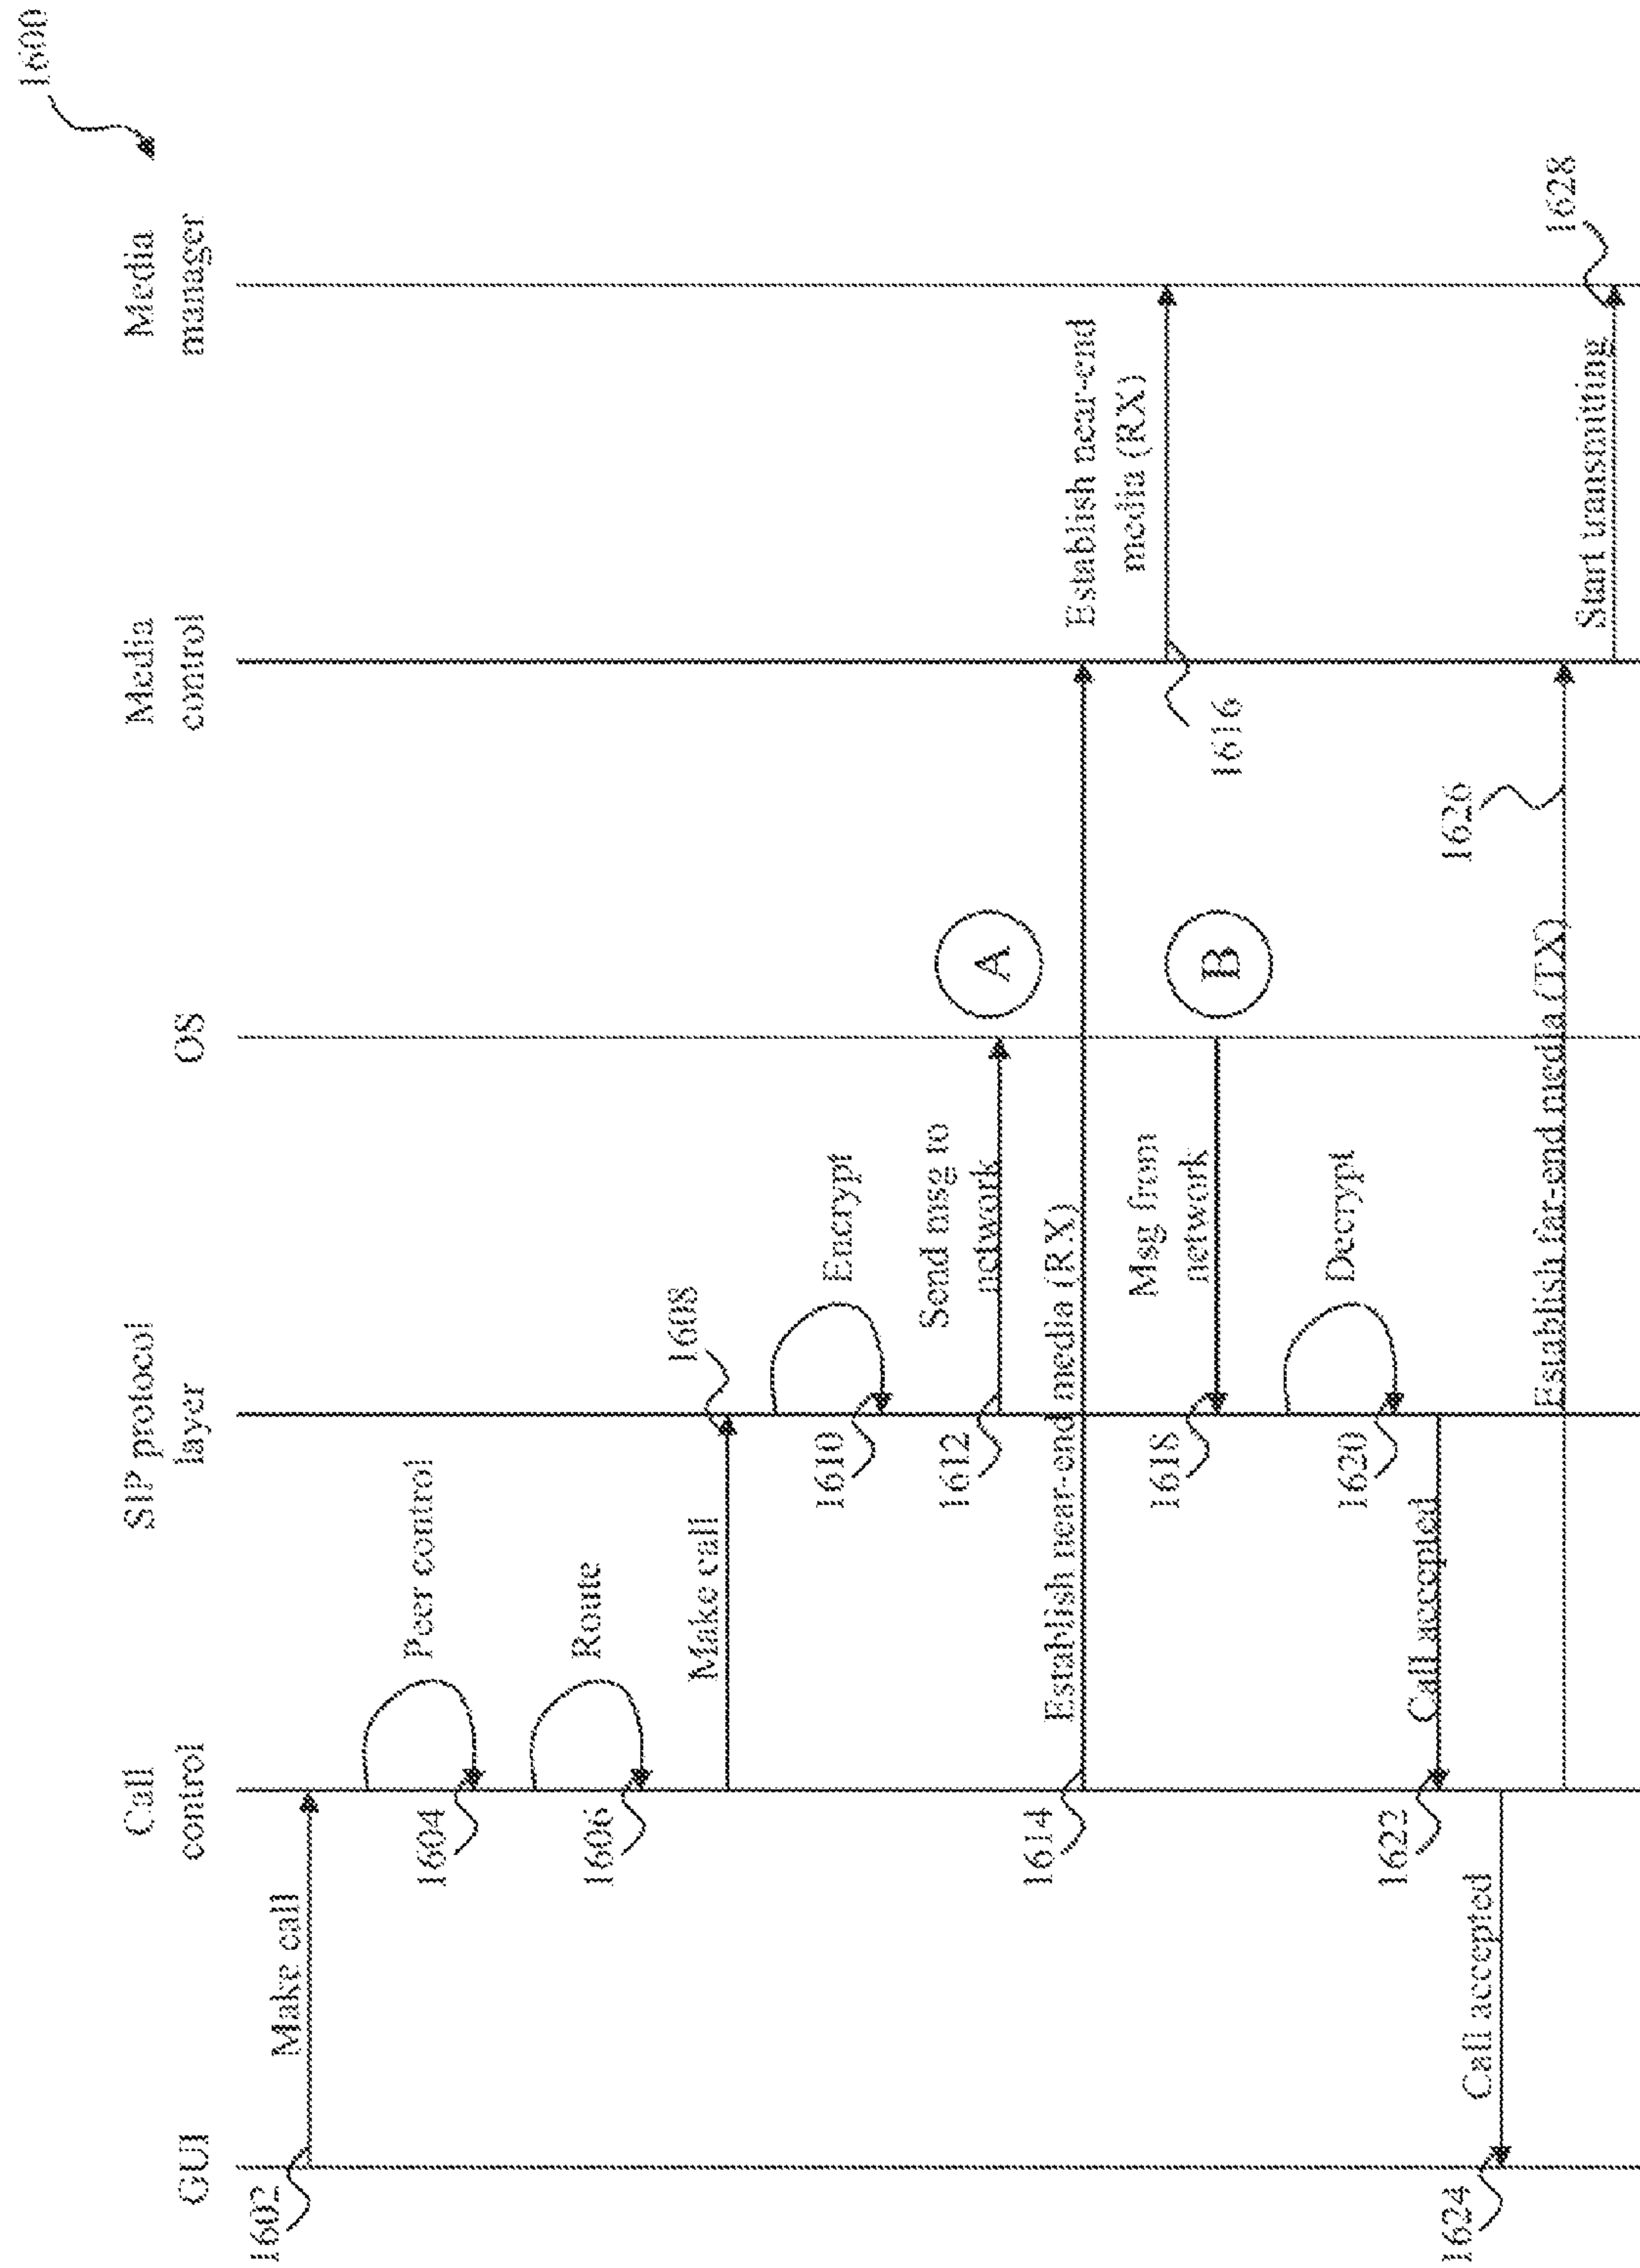 1600
GUI
Call
control
SIP protocol
layer
OS
Media
control
Media
manager
1602
Make call
1604
Peer control
1606
Route
Make call
1608
1610
Encrypt
1612
Send msg to
network
A
1614
Establish near-end media (RX)
Establish near-end
media (RX)
1616
1618
Msg from
network
B
1620
Decrypt
1622
Call accepted
1624
Call accepted
Establish far-end media (TX)
1626
Start transmitting
1628